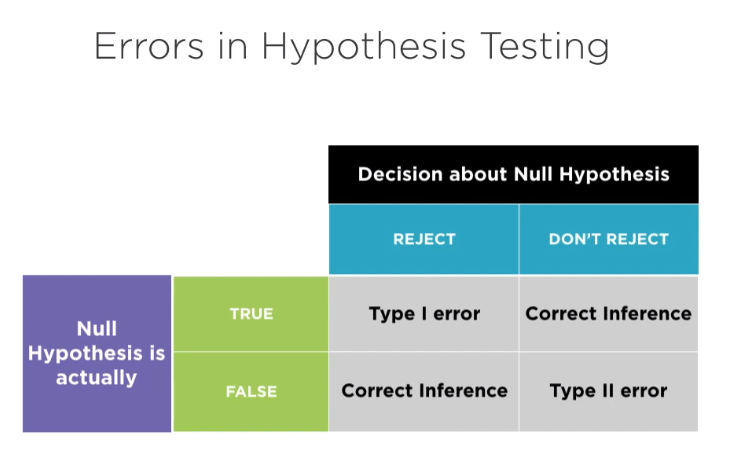 Errors in Hypothesis Testing
Decision about Null Hypothesis
REJECT
DON'T REJECT
Null
Hypothesis is
actually
TRUE
Type I error
Correct Inference
FALSE
Correct Inference
Type II error